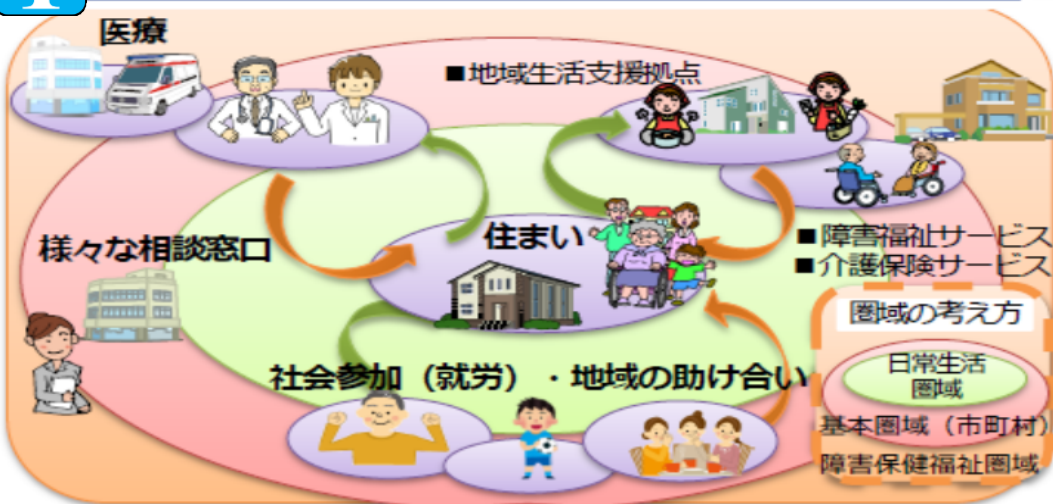 医療
■地域生活支援拠点
様々な相談窓口
住まい
■障害福祉サービス
■介護保険サービス
圏域の考え方
日常生活
圏域
基本圏域（市町村）
障害保健福祉圏域
社会参加（就労）・地域の助け合い